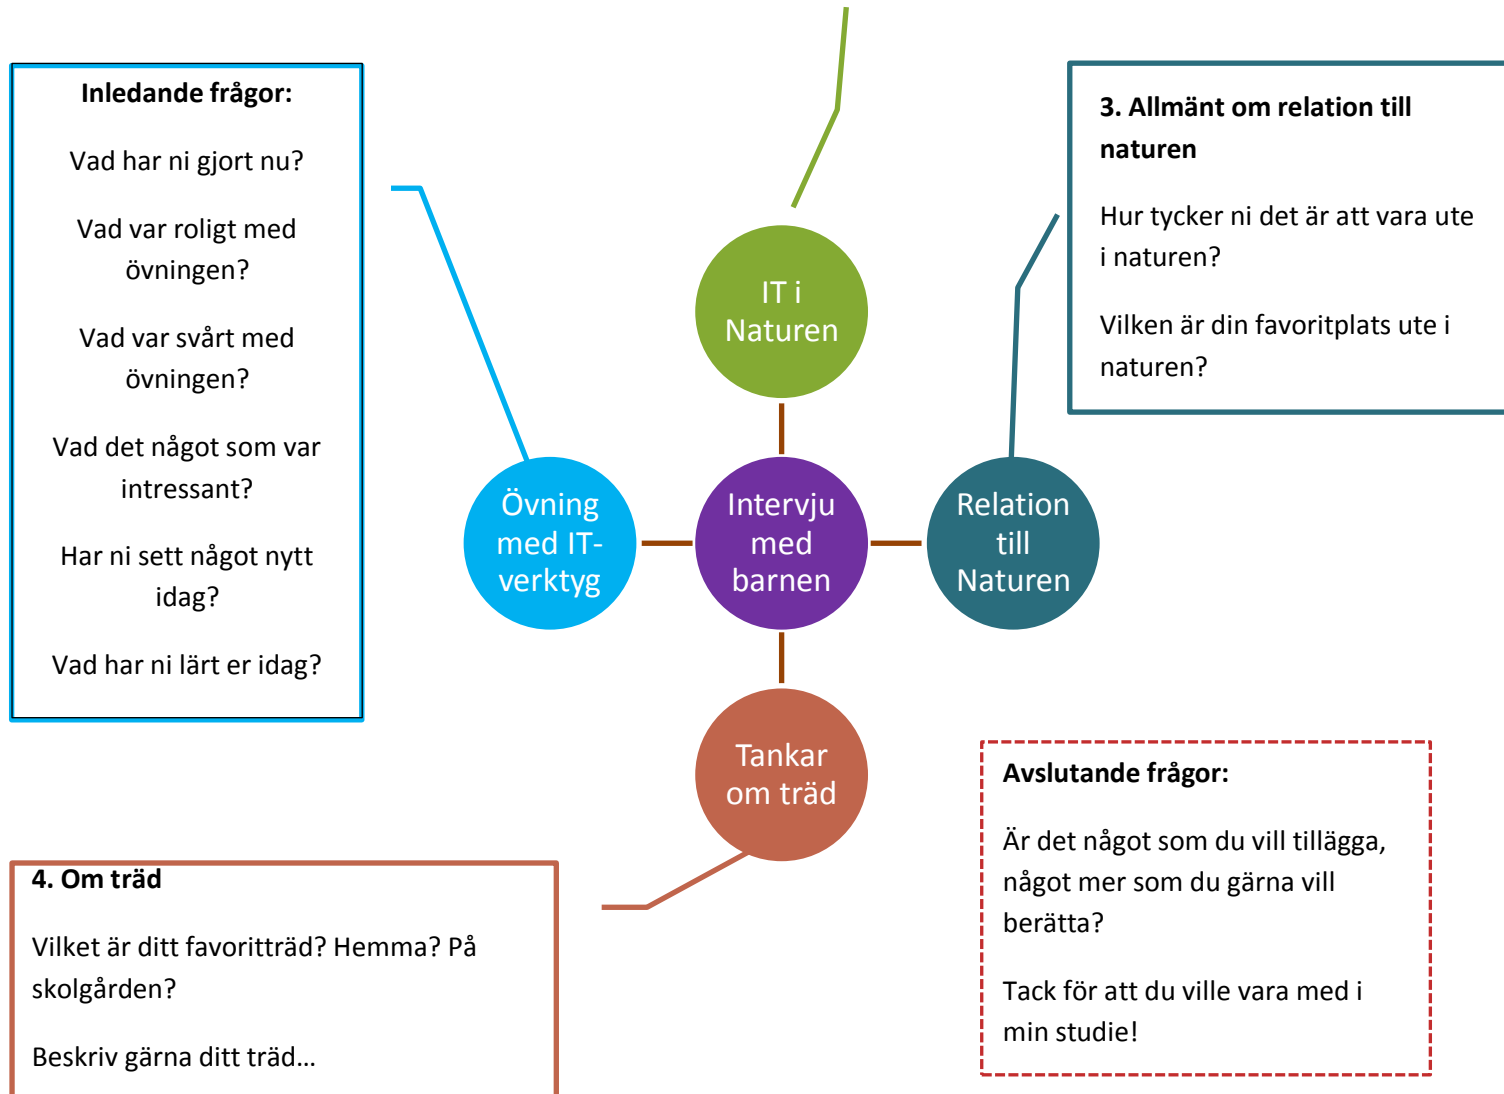 Inledande frågor:
Vad har ni gjort nu?
Vad var roligt med
övningen?
Vad var svårt med
övningen?
Vad det något som var
intressant?
Har ni sett något nytt
idag?
Vad har ni lärt er idag?
IT i
Naturen
3. Allmänt om relation till
naturen
Hur tycker ni det är att vara ute
i naturen?
Vilken är din favoritplats ute i
naturen?
Övning
med IT-
verktyg
Intervju
med
barnen
Relation
till
Naturen
Tankar
om träd
4. Om träd
Vilket är ditt favoritträd? Hemma? På
skolgården?
Beskriv gärna ditt träd…
Avslutande frågor:
Är det något som du vill tillägga,
något mer som du gärna vill
berätta?
Tack för att du ville vara med i
min studie!